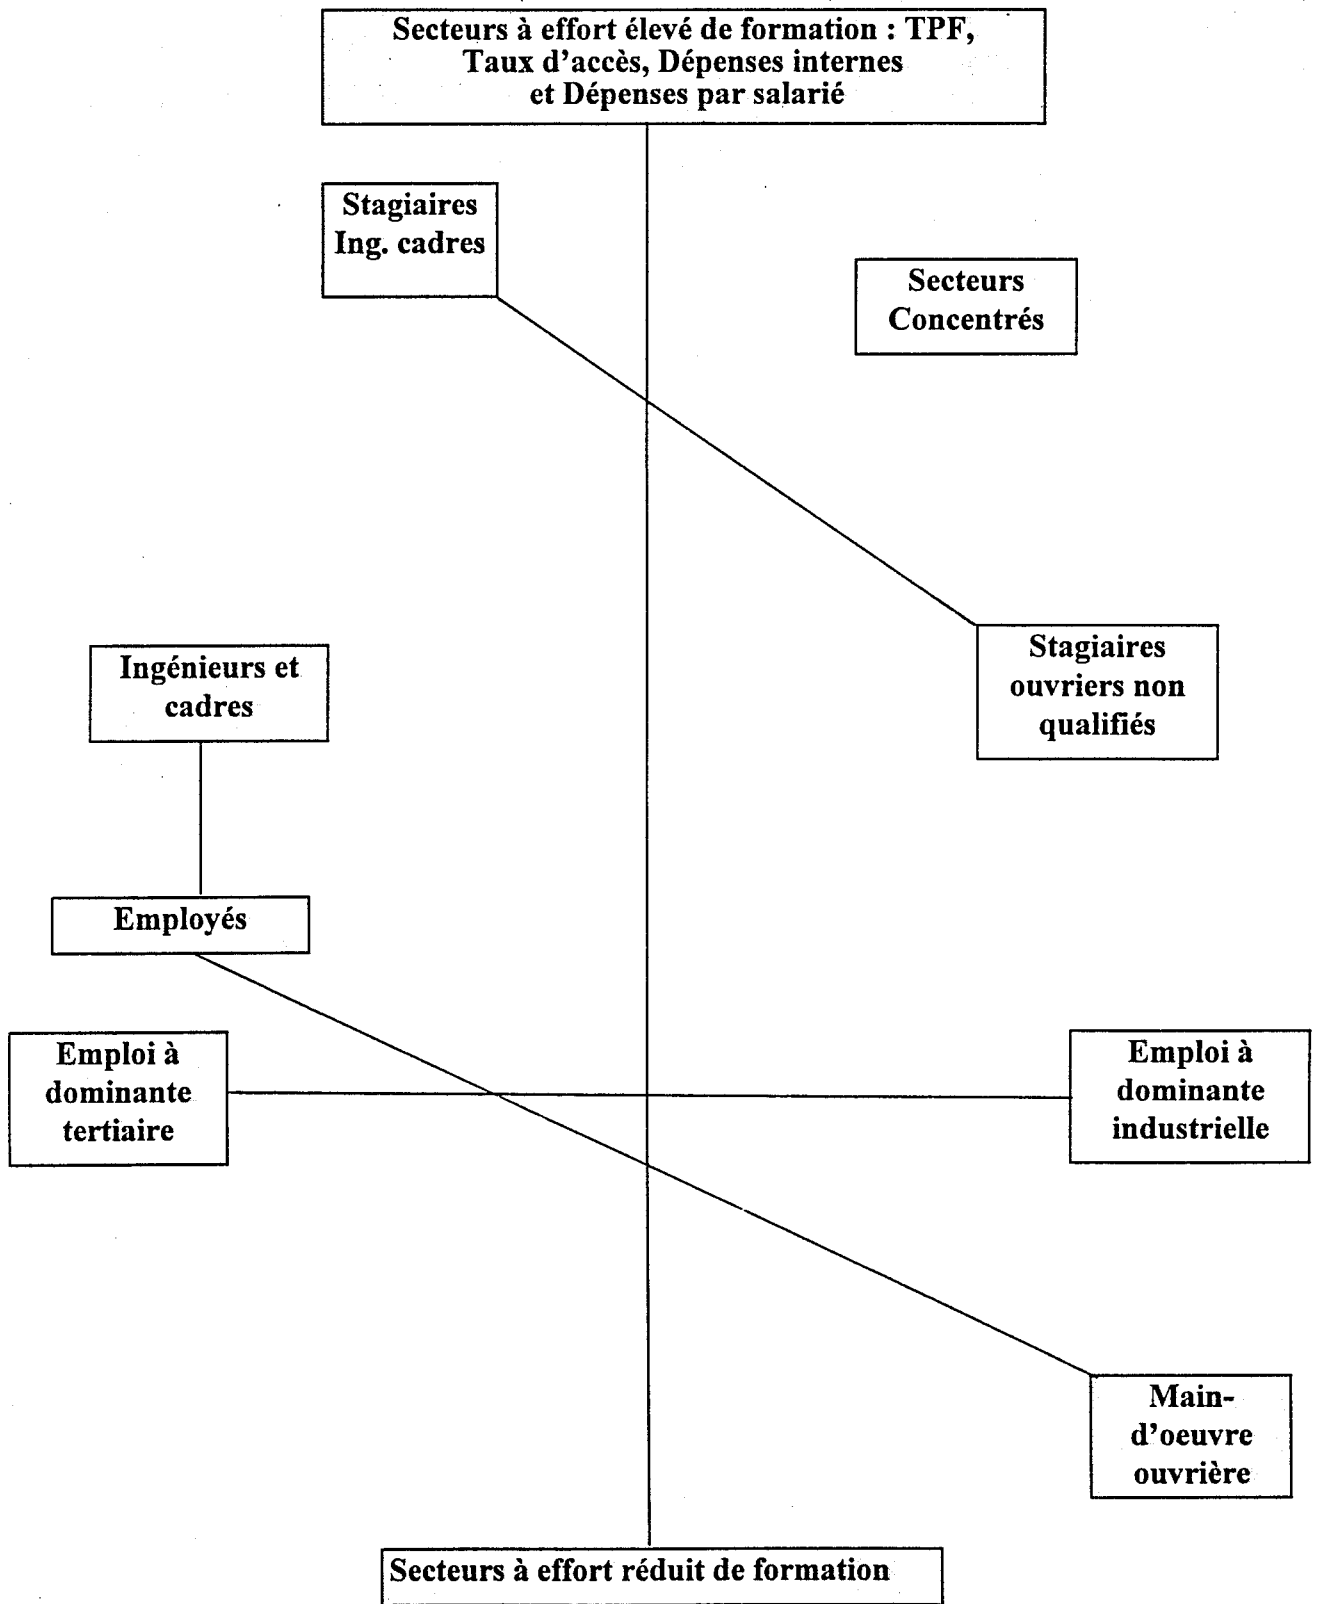 Secteurs à effort élevé de formation : TPF,
Taux d'accès, Dépenses internes
et Dépenses par salarié
Stagiaires
Ing. cadres
Secteurs
Concentrés
Stagiaires
ouvriers non
qualifiés
Ingénieurs et
cadres
Employés
Emploi à
dominante
tertiaire
Emploi à
dominante
industrielle
Main-
d'oeuvre
ouvrière
Secteurs à effort réduit de formation